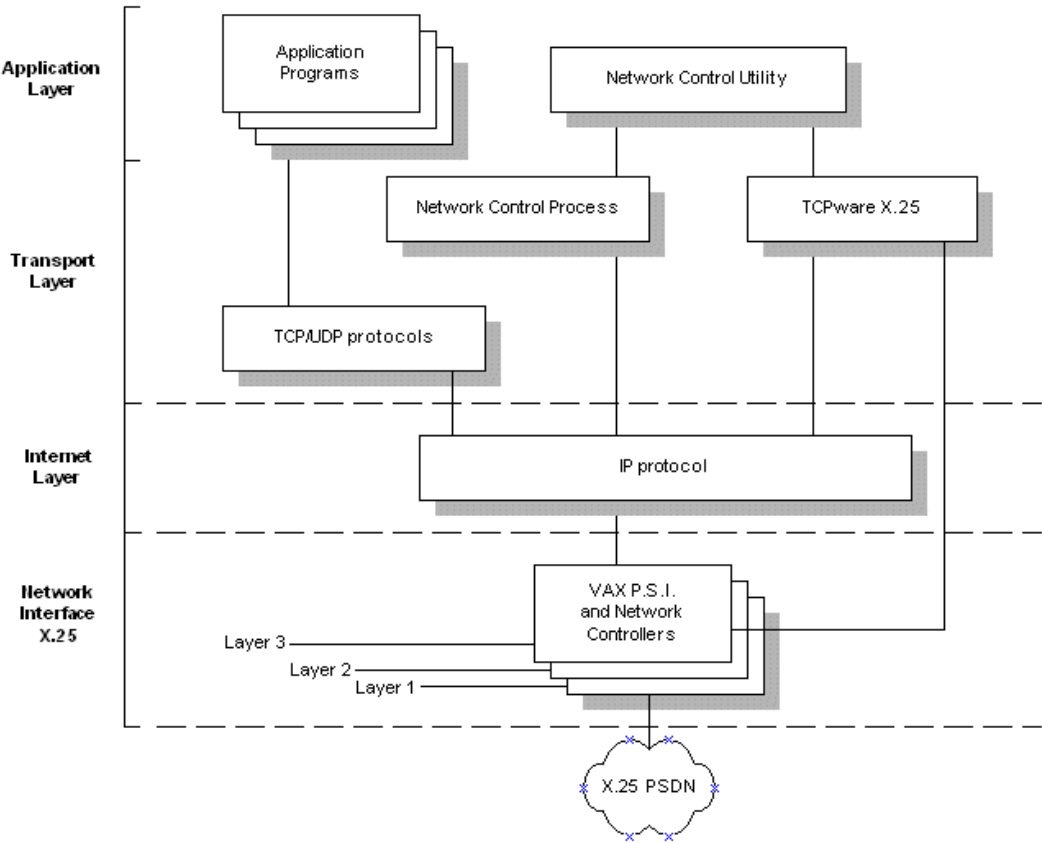 Application
Layer
Application
Programs
Network Control Utility
Network Control Process
TCPware X.25
Transport
Layer
TCP/UDP protocols
Internet
Layer
IP protocol
Network
Interface
X.25
VAX P.S.I.
and Network
Controllers
Layer 3
Layer 2
Layer 1
X.25 PSDN